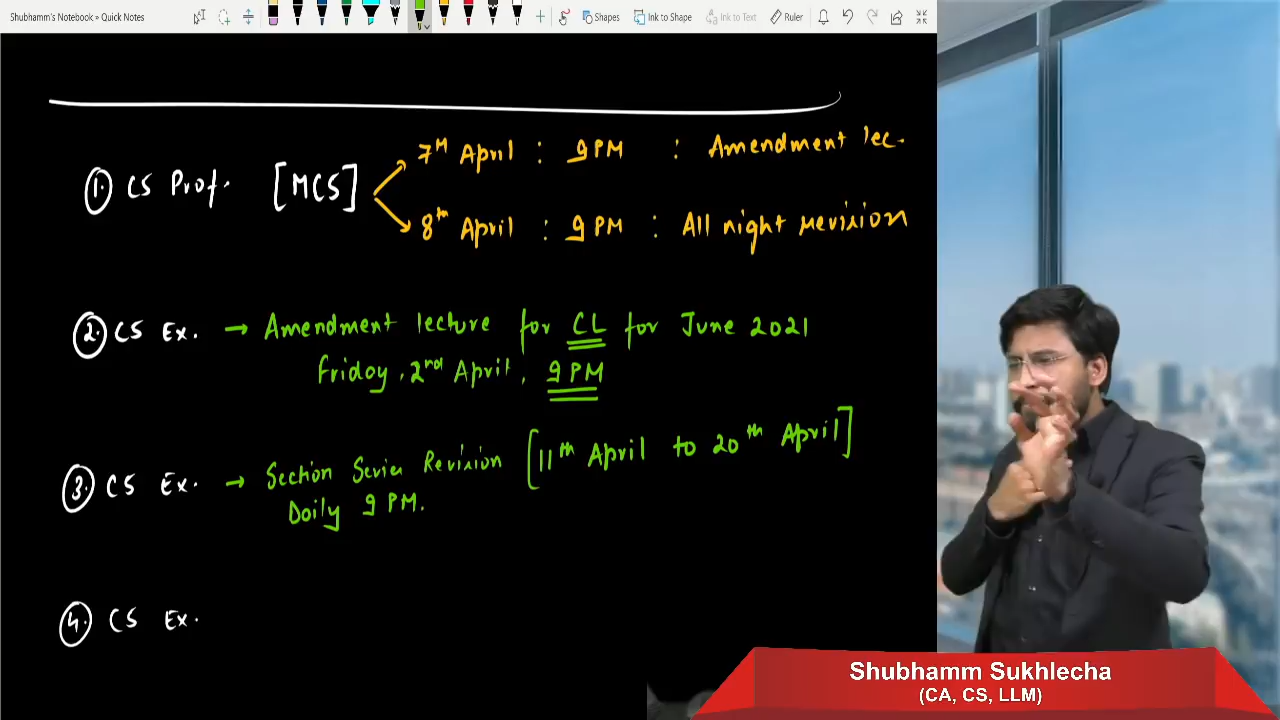 Shubhamm's Notebook » Quick Notes
Shapes
Ink to Shape
Ink to Text
Ruler
1. CS Prof. [MCS]
7th April : 9PM : Amendment lec.
8th April : 9PM : All night revision
2. CS Ex. → Amendment lecture for CL for June 2021
Friday, 2nd April, 9PM
3. CS Ex. → Section Series Revision [11th April to 20th April]
Daily 9 PM.
4. CS Ex.
Shubhamm Sukhlecha
(CA, CS, LLM)